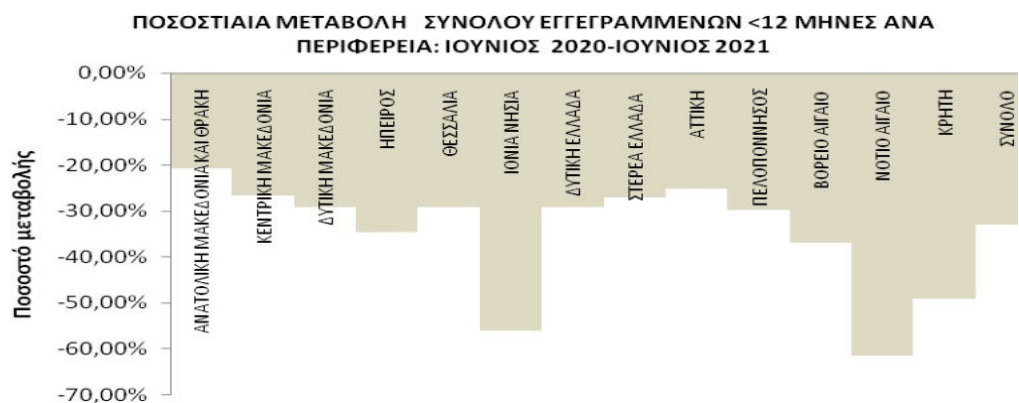 ΠΟΣΟΣΤΙΑΙΑ ΜΕΤΑΒΟΛΗ ΣΥΝΟΛΟΥ ΕΓΓΕΓΡΑΜΜΕΝΩΝ <12 ΜΗΝΕΣ ΑΝΑ
ΠΕΡΙΦΕΡΕΙΑ: ΙΟΥΝΙΟΣ 2020-ΙΟΥΝΙΟΣ 2021
Ποσοστό μεταβολής
0,00%
-10,00%
-20,00%
-30,00%
-40,00%
-50,00%
-60,00%
-70,00%
ΑΝΑΤΟΛΙΚΗ ΜΑΚΕΔΟΝΙΑ ΚΑΙ ΘΡΑΚΗ
ΚΕΝΤΡΙΚΗ ΜΑΚΕΔΟΝΙΑ
ΔΥΤΙΚΗ ΜΑΚΕΔΟΝΙΑ
ΗΠΕΙΡΟΣ
ΘΕΣΣΑΛΙΑ
ΙΟΝΙΑ ΝΗΣΙΑ
ΔΥΤΙΚΗ ΕΛΛΑΔΑ
ΣΤΕΡΕΑ ΕΛΛΑΔΑ
ΑΤΤΙΚΗ
ΠΕΛΟΠΟΝΝΗΣΟΣ
ΒΟΡΕΙΟ ΑΙΓΑΙΟ
ΝΟΤΙΟ ΑΙΓΑΙΟ
ΚΡΗΤΗ
ΣΥΝΟΛΟ